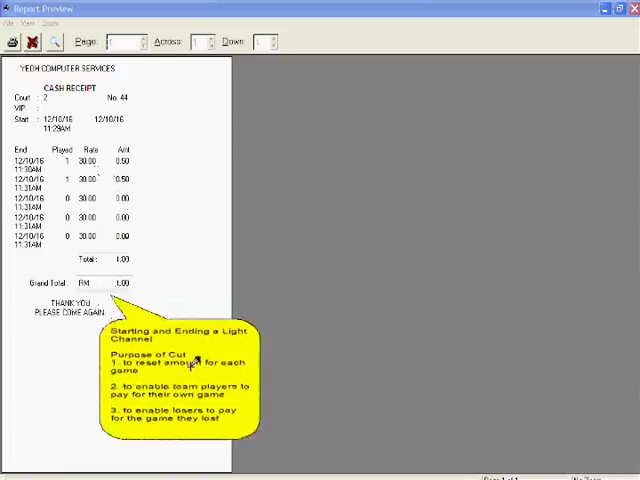 Report Preview
File View Zoom
Page: 1 Across: 1 Down: 1
YEOH COMPUTER SERVICES
CASH RECEIPT
Court : 2 No. 44
VIP :
Start : 12/10/16 12/10/16
11:29AM
End Played Rate Amt
12/10/16 1 30.00 0.50
11:30AM
12/10/16 1 30.00 0.50
11:31AM
12/10/16 0 30.00 0.00
11:31AM
12/10/16 0 30.00 0.00
11:31AM
12/10/16 0 30.00 0.00
11:31AM
Total : 1.00
Grand Total: RM 1.00
THANK YOU
PLEASE COME AGAIN.
Starting and Ending a Light
Channel
Purpose of Cut
1. to reset amount for each
game
2. to enable team players to
pay for their own game
3. to enable losers to pay
for the game they lost